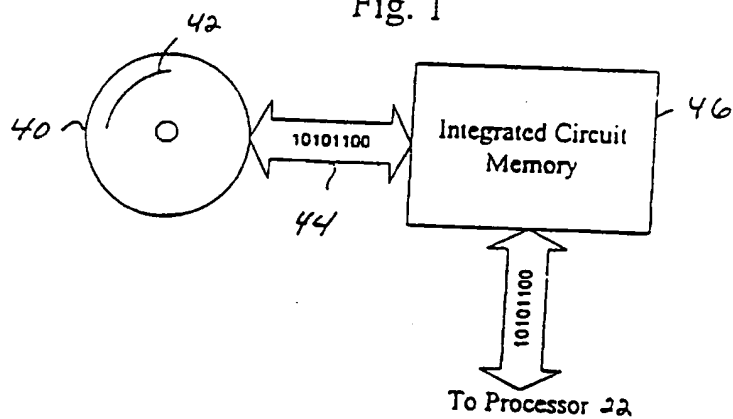 Fig. 1
42
40
10101100
46
Integrated Circuit
Memory
44
10101100
To Processor 22